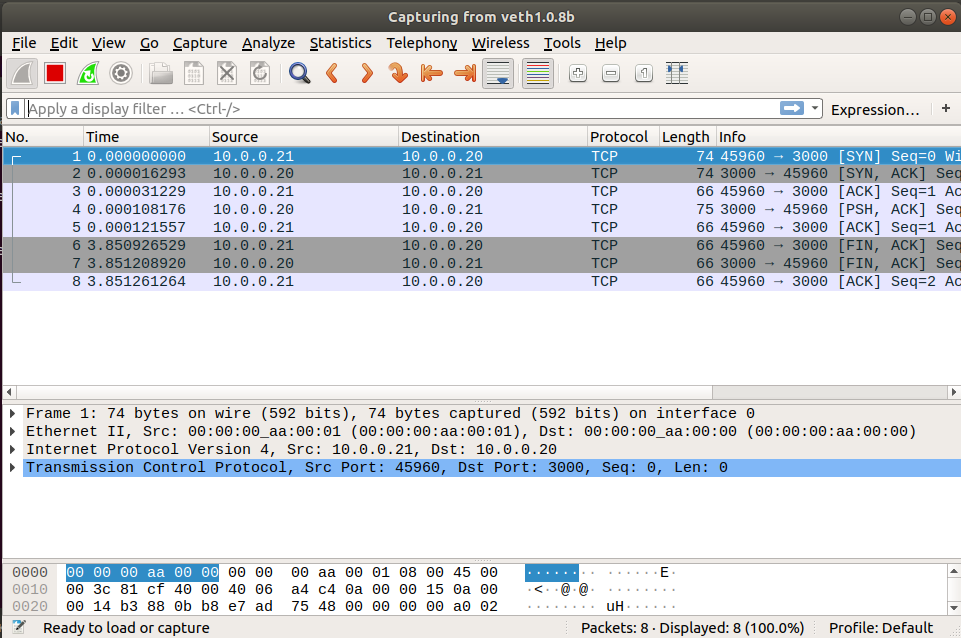 Capturing from veth1.0.8b
File Edit View Go Capture Analyze Statistics Telephony Wireless Tools Help
Apply a display filter … <Ctrl-/> Expression… +
No. Time Source Destination Protocol Length Info
1 0.000000000 10.0.0.21 10.0.0.20 TCP 74 45960 → 3000 [SYN] Seq=0 Wi
2 0.000016293 10.0.0.20 10.0.0.21 TCP 74 3000 → 45960 [SYN, ACK] Seq
3 0.000031229 10.0.0.21 10.0.0.20 TCP 66 45960 → 3000 [ACK] Seq=1 Ac
4 0.000108176 10.0.0.20 10.0.0.21 TCP 75 3000 → 45960 [PSH, ACK] Seq
5 0.000121557 10.0.0.21 10.0.0.20 TCP 66 45960 → 3000 [ACK] Seq=1 Ac
6 3.850926529 10.0.0.21 10.0.0.20 TCP 66 45960 → 3000 [FIN, ACK] Seq
7 3.851208920 10.0.0.20 10.0.0.21 TCP 66 3000 → 45960 [FIN, ACK] Seq
8 3.851261264 10.0.0.21 10.0.0.20 TCP 66 45960 → 3000 [ACK] Seq=2 Ac
Frame 1: 74 bytes on wire (592 bits), 74 bytes captured (592 bits) on interface 0
Ethernet II, Src: 00:00:00_aa:00:01 (00:00:00:aa:00:01), Dst: 00:00:00_aa:00:00 (00:00:00:aa:00:00)
Internet Protocol Version 4, Src: 10.0.0.21, Dst: 10.0.0.20
Transmission Control Protocol, Src Port: 45960, Dst Port: 3000, Seq: 0, Len: 0
0000 00 00 00 aa 00 00 00 00 00 aa 00 01 08 00 45 00 ········ ······E·
0010 00 3c 81 cf 40 00 40 06 a4 c4 0a 00 00 15 0a 00 ·<··@·@· ········
0020 00 14 b3 88 0b b8 e7 ad 75 48 00 00 00 00 a0 02 ········ uH······
Ready to load or capture Packets: 8 · Displayed: 8 (100.0%) Profile: Default